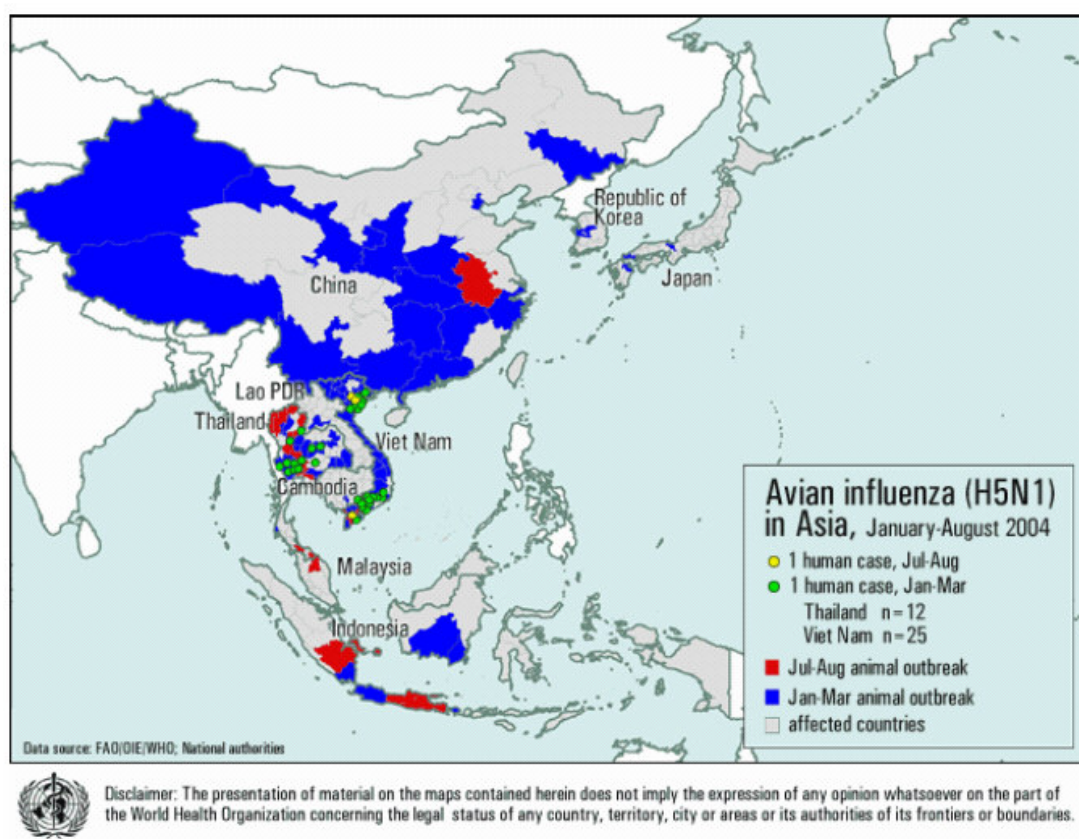 Republic of
Korea
Japan
China
Lao PDR
Thailand
Viet Nam
Cambodia
Malaysia
Indonesia
Avian influenza (H5N1)
in Asia, January-August 2004
1 human case, Jul-Aug
1 human case, Jan-Mar
Thailand n=12
Viet Nam n=25
Jul-Aug animal outbreak
Jan-Mar animal outbreak
affected countries
Data source: FAO/OIE/WHO; National authorities
Disclaimer: The presentation of material on the maps contained herein does not imply the expression of any opinion whatsoever on the part of
the World Health Organization concerning the legal status of any country, territory, city or areas or its authorities of its frontiers or boundaries.